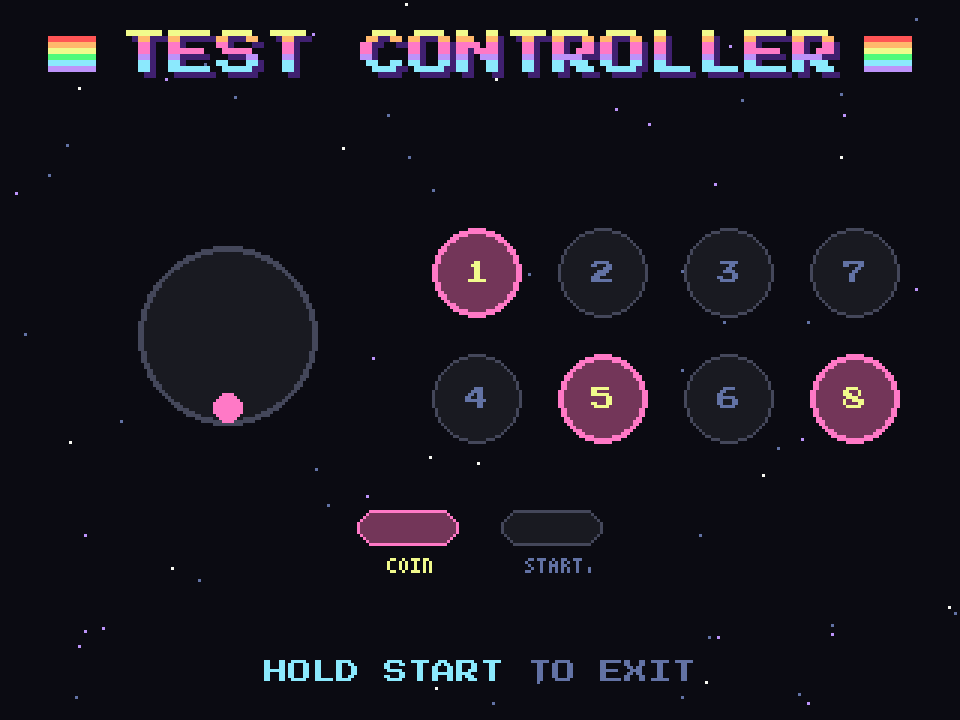 TEST CONTROLLER
1 2 3 7
4 5 6 8
COIN START
HOLD START TO EXIT